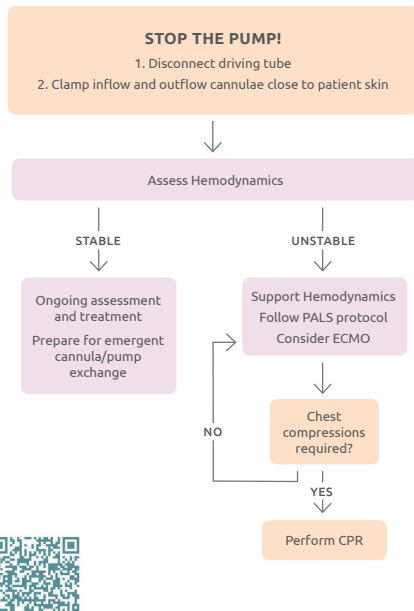 STOP THE PUMP!
1. Disconnect driving tube
2. Clamp inflow and outflow cannulae close to patient skin
Assess Hemodynamics
STABLE
UNSTABLE
Ongoing assessment
and treatment
Prepare for emergent
cannula/pump
exchange
Support Hemodynamics
Follow PALS protocol
Consider ECMO
Chest
compressions
required?
NO
YES
Perform CPR